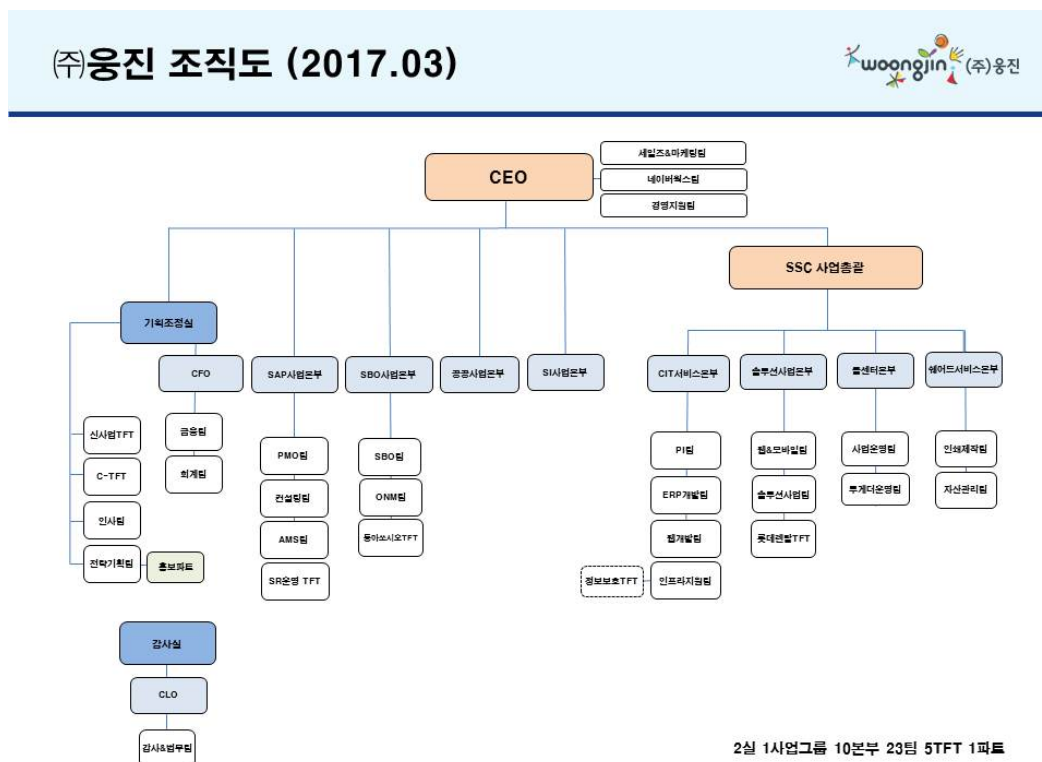 ㈜웅진 조직도 (2017.03)
woongjin (주)웅진
CEO
세일즈&마케팅팀
네이버웍스팀
경영지원팀
SSC 사업총괄
기획조정실
CFO
SAP사업본부
SBO사업본부
공공사업본부
SI사업본부
CIT서비스본부
솔루션사업본부
콜센터본부
쉐어드서비스본부
신사업TFT
C-TFT
인사팀
전략기획팀
홍보파트
금융팀
회계팀
PMO팀
컨설팅팀
AMS팀
SR운영 TFT
SBO팀
ONM팀
동아쏘시오TFT
PI팀
ERP개발팀
웹개발팀
정보보호TFT
인프라지원팀
웹&모바일팀
솔루션사업팀
롯데렌탈TFT
사업운영팀
투게더운영팀
인쇄제작팀
자산관리팀
감사실
CLO
감사&법무팀
2실 1사업그룹 10본부 23팀 5TFT 1파트